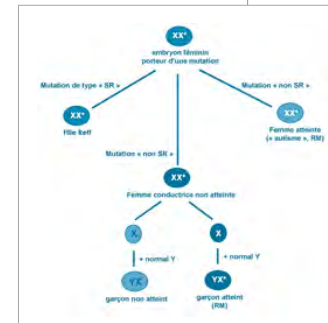 XX*
embryon féminin
porteur d'une mutation
Mutation de type « SR »
Mutation « non SR »
XX*
fille Rett
XX*
Femme atteinte
(« autisme », RM)
Mutation « non SR »
XX*
Femme conductrice non atteinte
X
X
+ normal Y
+ normal Y
YX
YX*
garçon non atteint
garçon atteint
(RM)